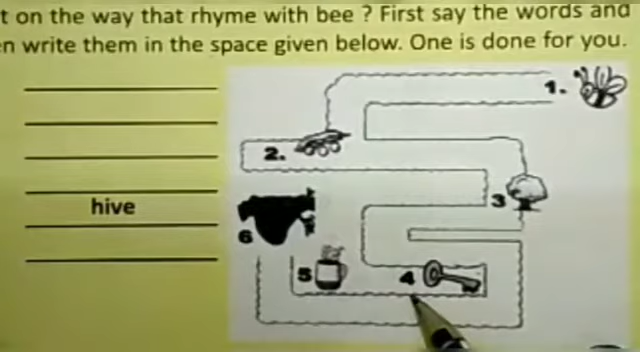 t on the way that rhyme with bee ? First say the words and
n write them in the space given below. One is done for you.
1.
2.
3
hive
6
5
4